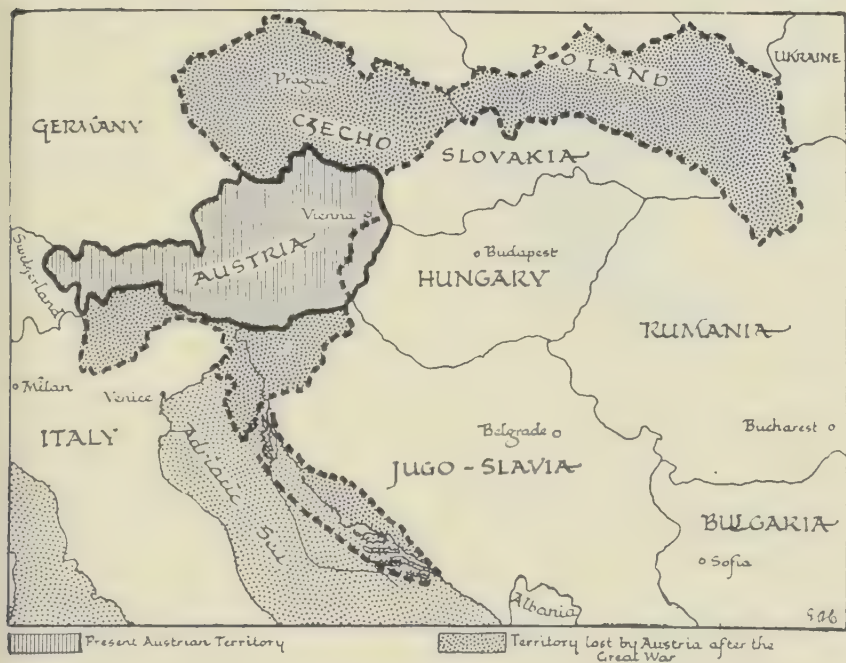 POLAND
UKRAINE
Prague
GERMANY
CZECHO
SLOVAKIA
Vienna
Switzerland
AUSTRIA
Budapest
HUNGARY
RUMANIA
Milan
Venice
Bucharest
Belgrade
ITALY
Adriatic
JUGO-SLAVIA
BULGARIA
Sofia
Albania
Present Austrian Territory
Territory lost by Austria after the
Great War